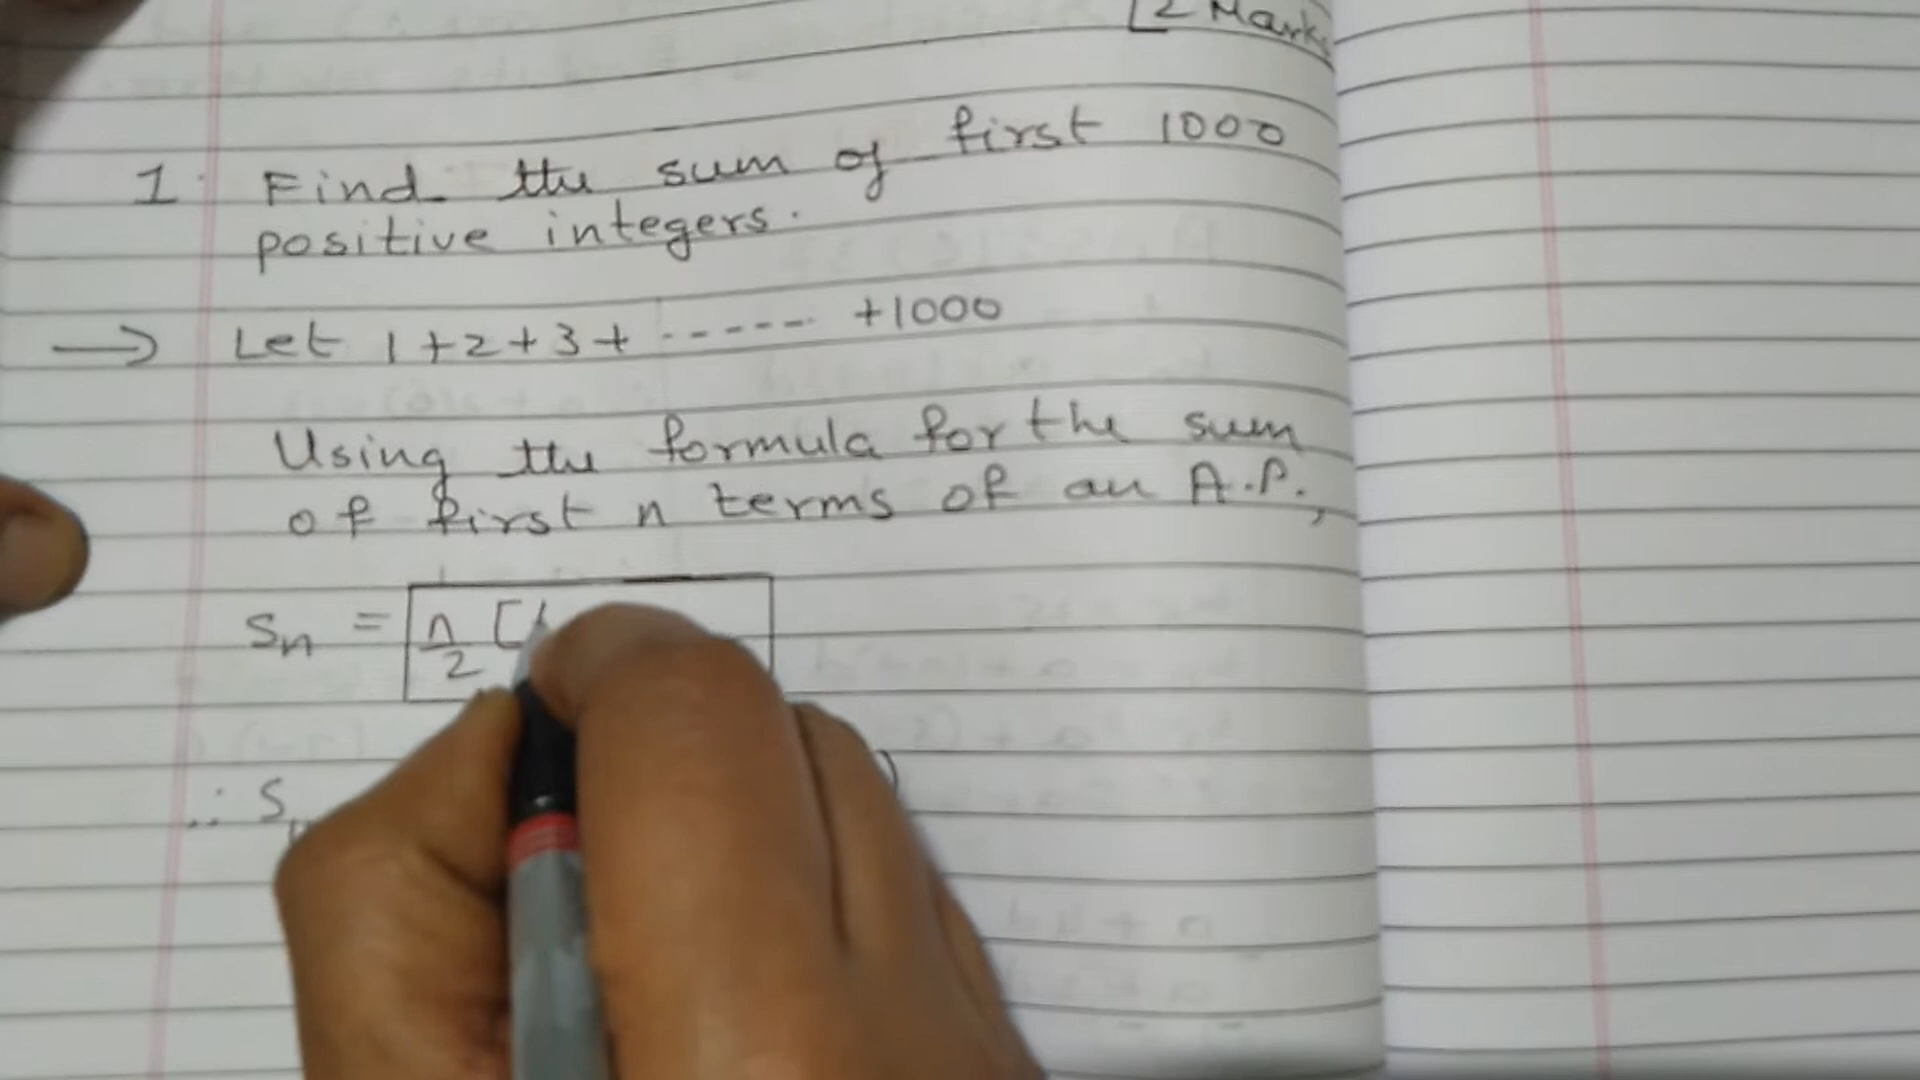 [2 Marks
1. Find the sum of first 1000
positive integers.
→ Let 1+2+3+ ------ +1000
Using the formula for the sum
of first n terms of an A.P.,
Sn = n/2 [
∴ S )